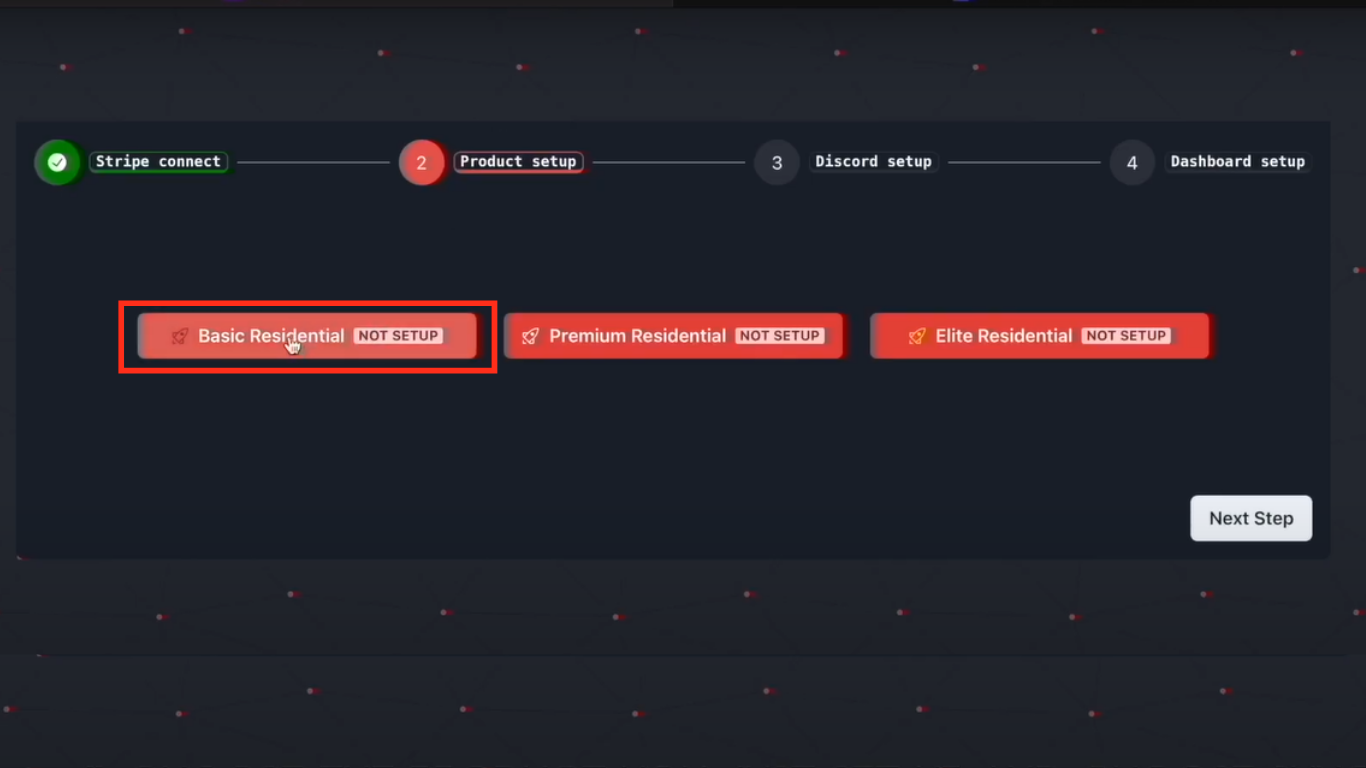 Stripe connect
2 Product setup
3 Discord setup
4 Dashboard setup
Basic Residential NOT SETUP
Premium Residential NOT SETUP
Elite Residential NOT SETUP
Next Step